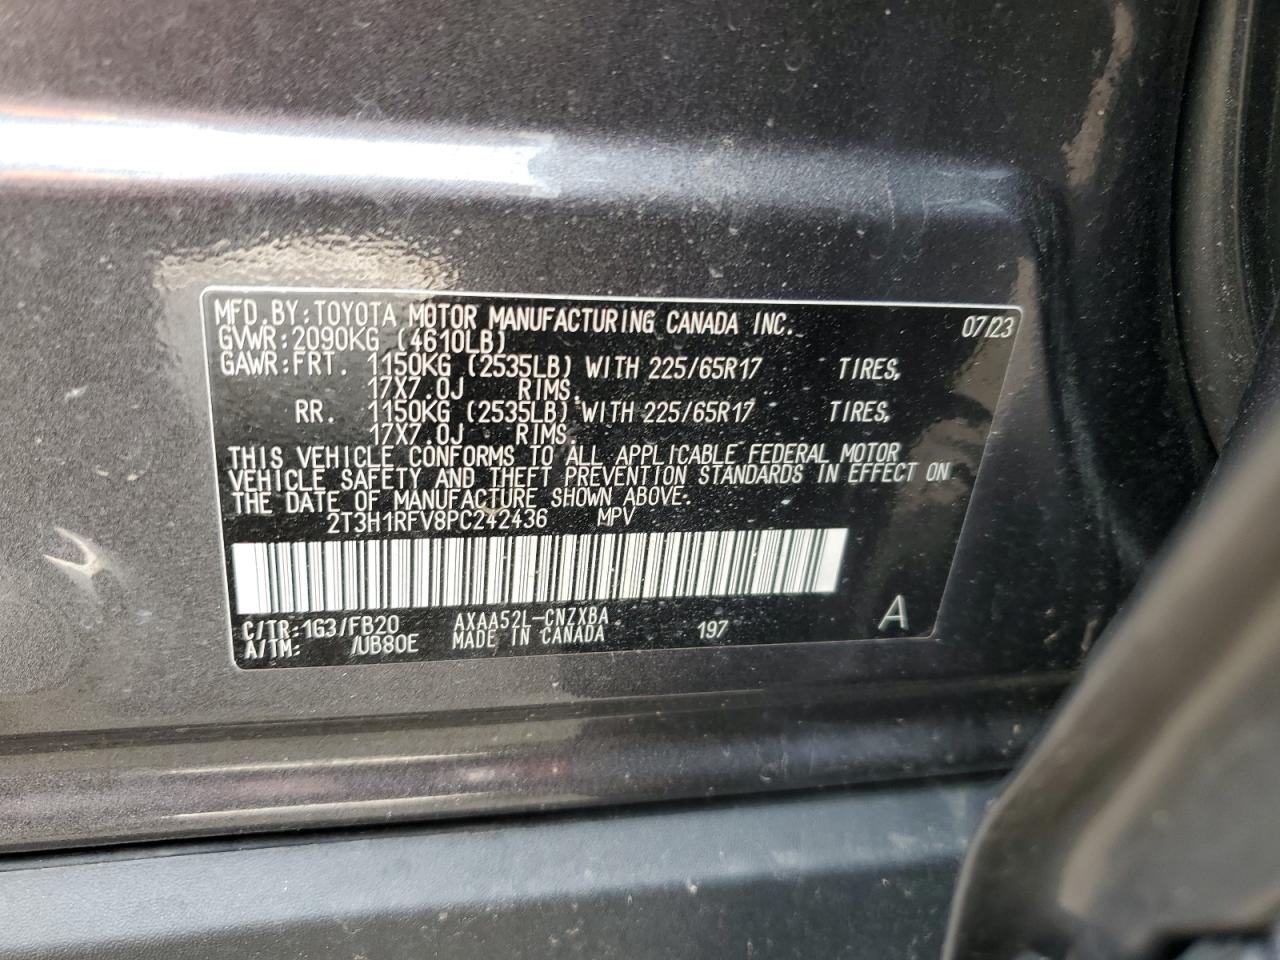 MFD.BY:TOYOTA MOTOR MANUFACTURING CANADA INC. 07/23
GVWR:2090KG (4610LB)
GAWR:FRT. 1150KG (2535LB) WITH 225/65R17 TIRES,
17X7.0J RIMS.
RR. 1150KG (2535LB) WITH 225/65R17 TIRES,
17X7.0J RIMS.
THIS VEHICLE CONFORMS TO ALL APPLICABLE FEDERAL MOTOR
VEHICLE SAFETY AND THEFT PREVENTION STANDARDS IN EFFECT ON
THE DATE OF MANUFACTURE SHOWN ABOVE.
2T3H1RFV8PC242436 MPV
C/TR:1G3/FB20 AXAA52L-CNZXBA 197 A
A/TM: /UB80E MADE IN CANADA